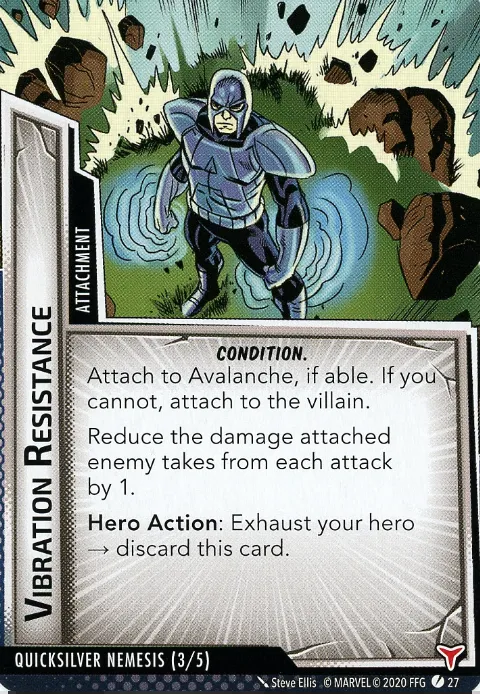 ATTACHMENT
VIBRATION RESISTANCE
CONDITION.
Attach to Avalanche, if able. If you
cannot, attach to the villain.
Reduce the damage attached
enemy takes from each attack
by 1.
Hero Action: Exhaust your hero
→ discard this card.
QUICKSILVER NEMESIS (3/5)
Steve Ellis © MARVEL © 2020 FFG 27